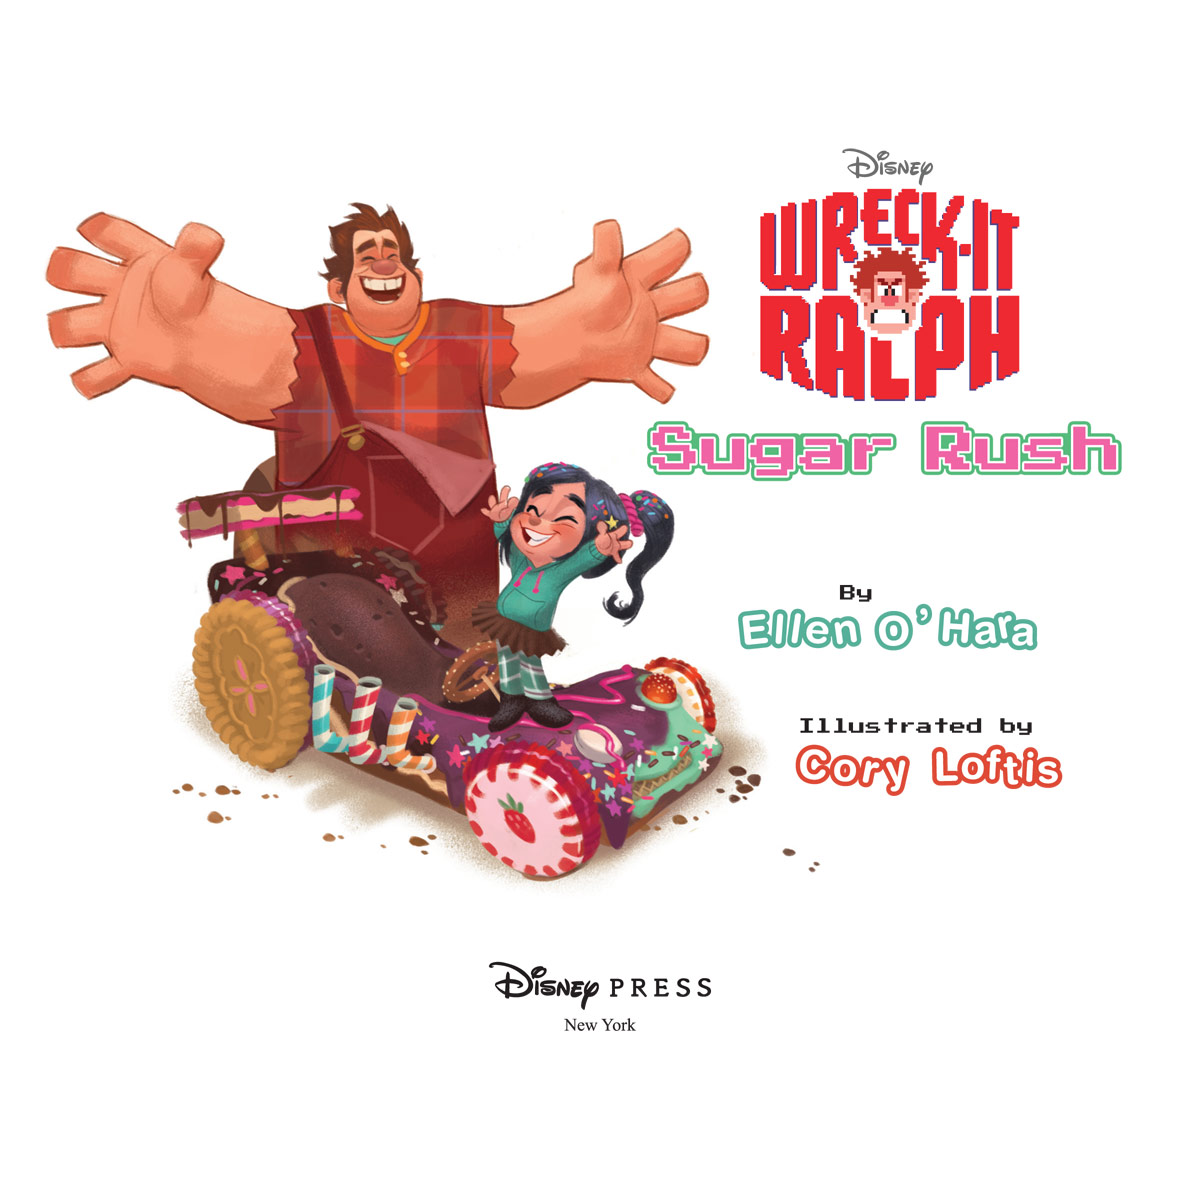 Disney
WRECK-IT
RALPH
Sugar Rush
By
Ellen O'Hara
Illustrated by
Cory Loftis
Disney PRESS
New York